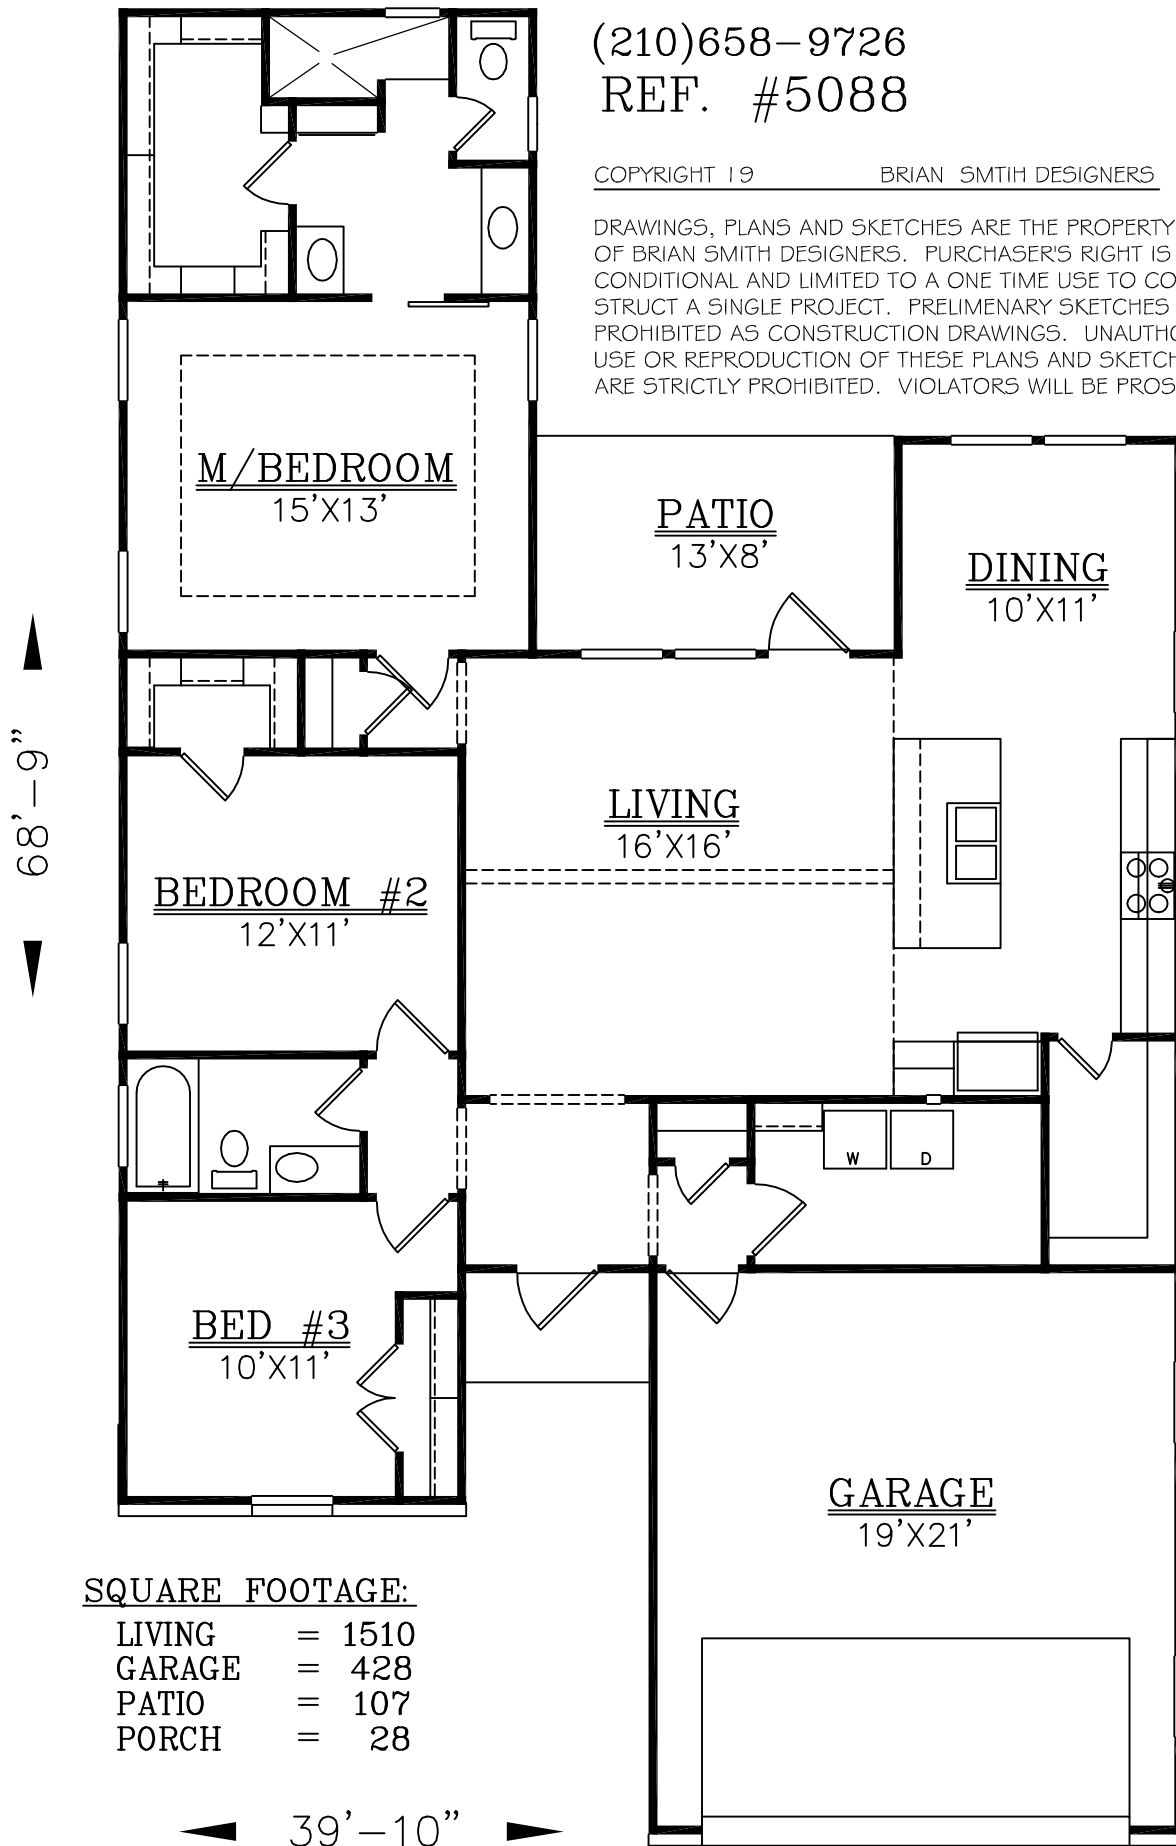 (210)658-9726
REF. #5088
COPYRIGHT 19 BRIAN SMTIH DESIGNERS
DRAWINGS, PLANS AND SKETCHES ARE THE PROPERTY
OF BRIAN SMITH DESIGNERS. PURCHASER'S RIGHT IS
CONDITIONAL AND LIMITED TO A ONE TIME USE TO CO
STRUCT A SINGLE PROJECT. PRELIMENARY SKETCHES
PROHIBITED AS CONSTRUCTION DRAWINGS. UNAUTHO
USE OR REPRODUCTION OF THESE PLANS AND SKETCH
ARE STRICTLY PROHIBITED. VIOLATORS WILL BE PROS
M/BEDROOM
15'X13'
PATIO
13'X8'
DINING
10'X11'
68'-9"
LIVING
16'X16'
BEDROOM #2
12'X11'
W D
BED #3
10'X11'
GARAGE
19'X21'
SQUARE FOOTAGE:
LIVING = 1510
GARAGE = 428
PATIO = 107
PORCH = 28
39'-10"